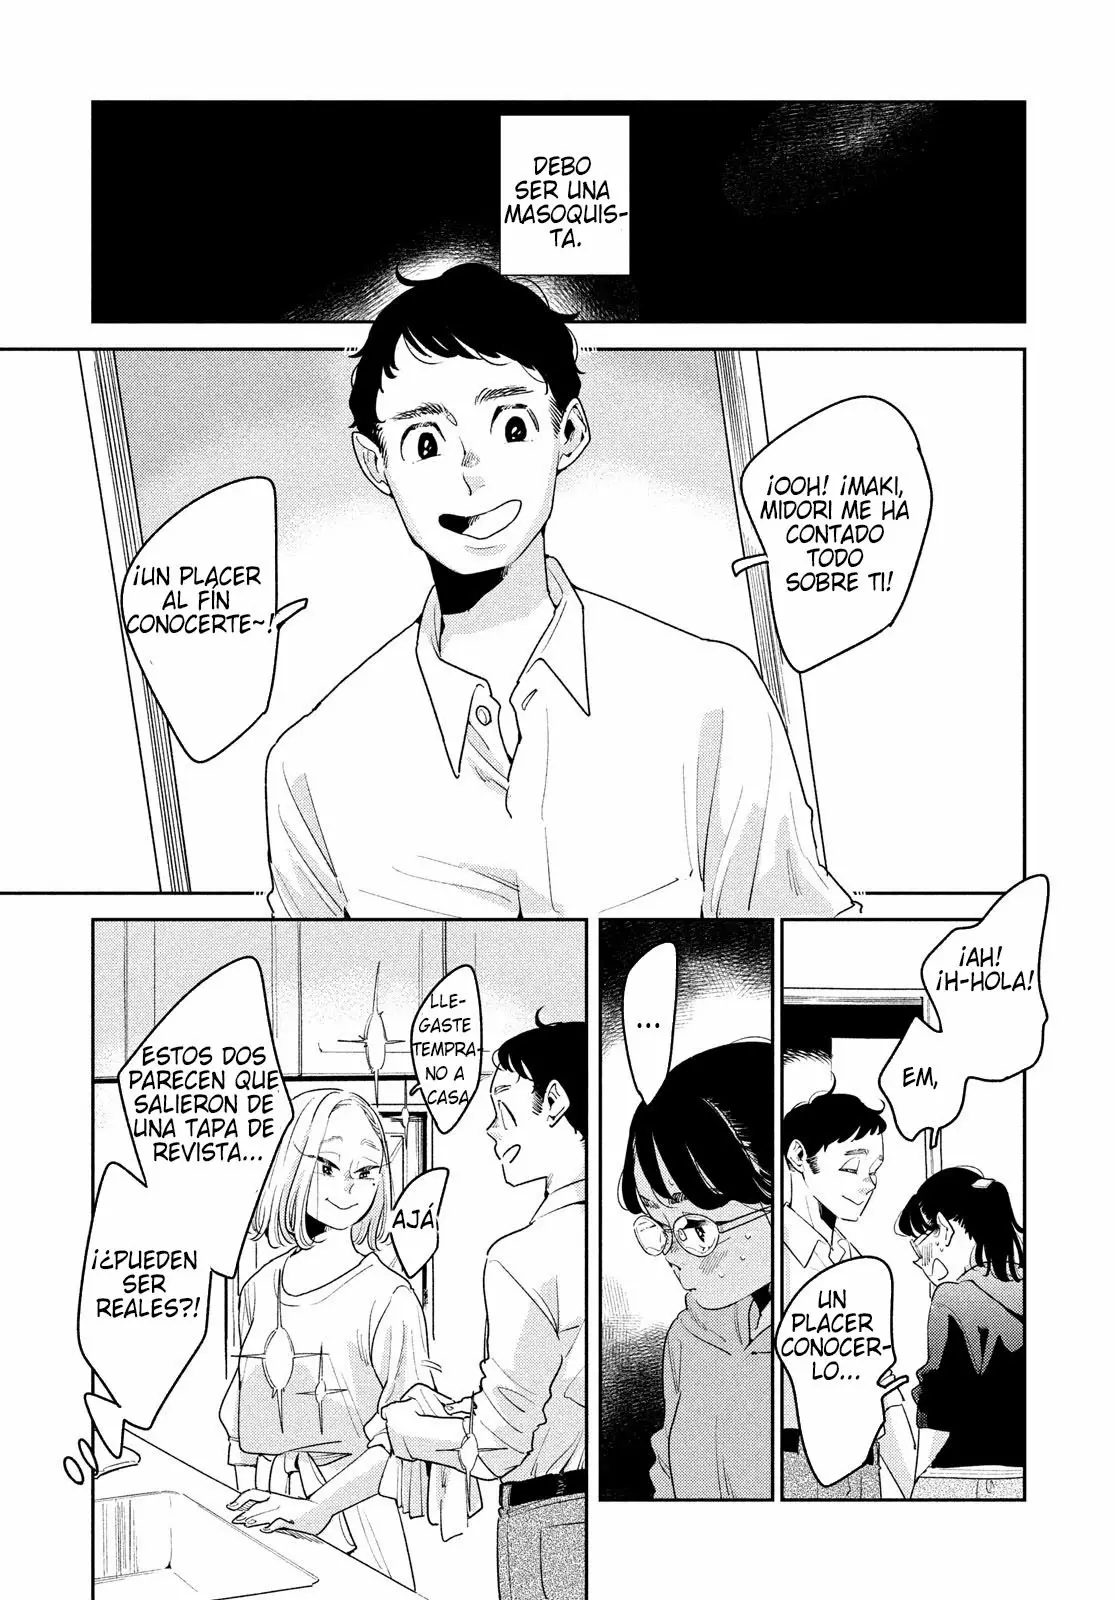 DEBO
SER UNA
MASOQUIS-
TA.
¡OOH! ¡MAKI,
MIDORI ME HA
CONTADO
TODO
SOBRE TI!
¡UN PLACER
AL FÍN
CONOCERTE~!
¡AH!
¡H-HOLA!
EM,
UN
PLACER
CONOCER-
LO...
...
LLE-
GASTE
TEMPRA-
NO A
CASA
AJÁ
ESTOS DOS
PARECEN QUE
SALIERON DE
UNA TAPA DE
REVISTA...
¡¿PUEDEN
SER
REALES?!